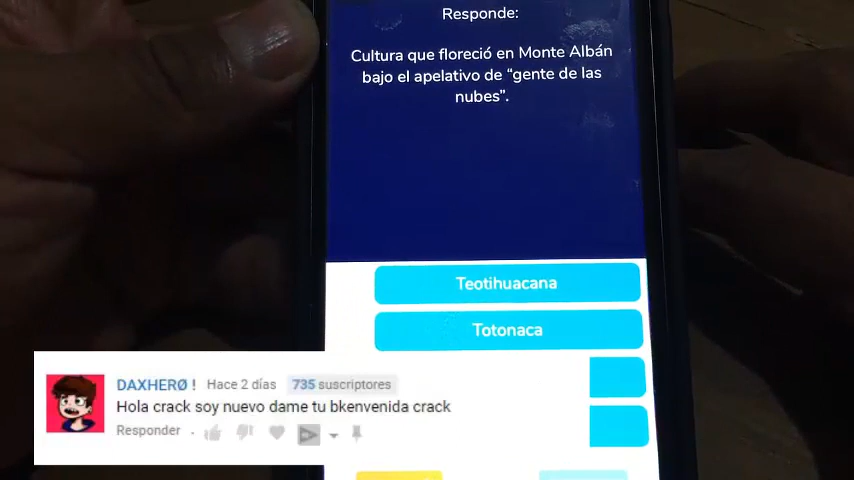 Responde:
Cultura que floreció en Monte Albán
bajo el apelativo de “gente de las
nubes”.
Teotihuacana
Totonaca
DAXHERØ ! Hace 2 días 735 suscriptores
Hola crack soy nuevo dame tu bkenvenida crack
Responder